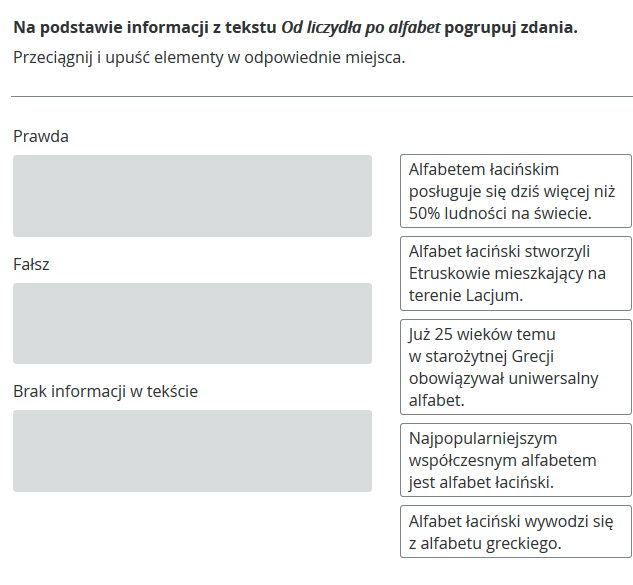 Na podstawie informacji z tekstu Od liczydła po alfabet pogrupuj zdania.
Przeciągnij i upuść elementy w odpowiednie miejsca.
Prawda
Fałsz
Brak informacji w tekście
Alfabetem łacińskim
posługuje się dziś więcej niż
50% ludności na świecie.
Alfabet łaciński stworzyli
Etruskowie mieszkający na
terenie Lacjum.
Już 25 wieków temu
w starożytnej Grecji
obowiązywał uniwersalny
alfabet.
Najpopularniejszym
współczesnym alfabetem
jest alfabet łaciński.
Alfabet łaciński wywodzi się
z alfabetu greckiego.